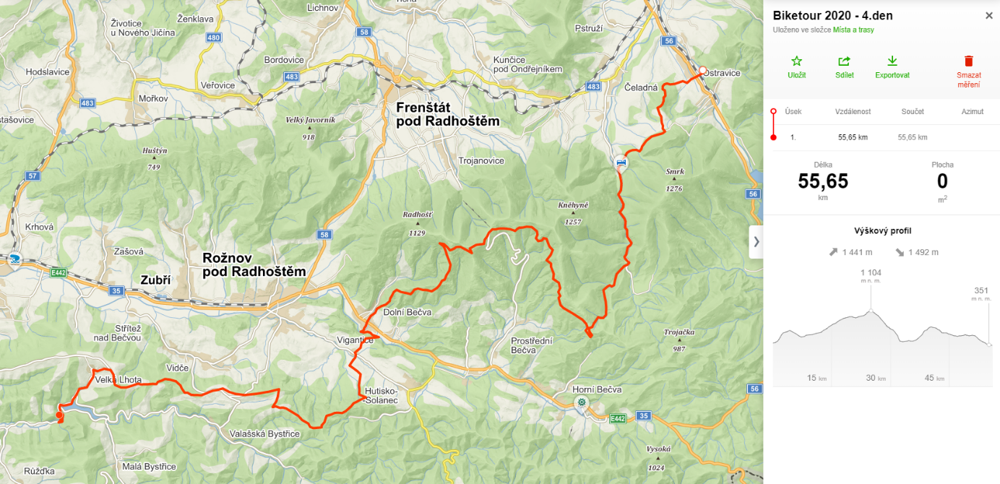 Lichnov
Ženklava
Životice
u Nového Jičína
480
58
Pstruží
56
Bordovice
Kunčice
pod Ondřejníkem
Hodslavice
483
Ostravice
Veřovice
483
Čeladná
Mořkov
483
Frenštát
pod Radhoštěm
Velký Javorník
918
Huštýn
749
Trojanovice
57
Smrk
1276
56
Kněhyně
1257
Radhošť
1129
Krhová
58
Zašová
Rožnov
pod Radhoštěm
Zubří
E442
35
Dolní Bečva
Střítež
nad Bečvou
Vigantice
Prostřední
Bečva
Trojačka
987
Vidče
Velká Lhota
Hutisko-
-Solanec
Horní Bečva
56
E442
35
Valašská Bystřice
Vysoká
1024
Malá Bystřice
Růžďka
Biketour 2020 - 4.den
Uloženo ve složce Místa a trasy
Uložit
Sdílet
Exportovat
Smazat
měření
Úsek Vzdálenost Součet Azimut
1. 55,65 km 55,65 km
Délka
55,65
km
Plocha
0
m²
Výškový profil
1 441 m 1 492 m
1 104
m n. m.
351
m n. m.
15 km 30 km 45 km